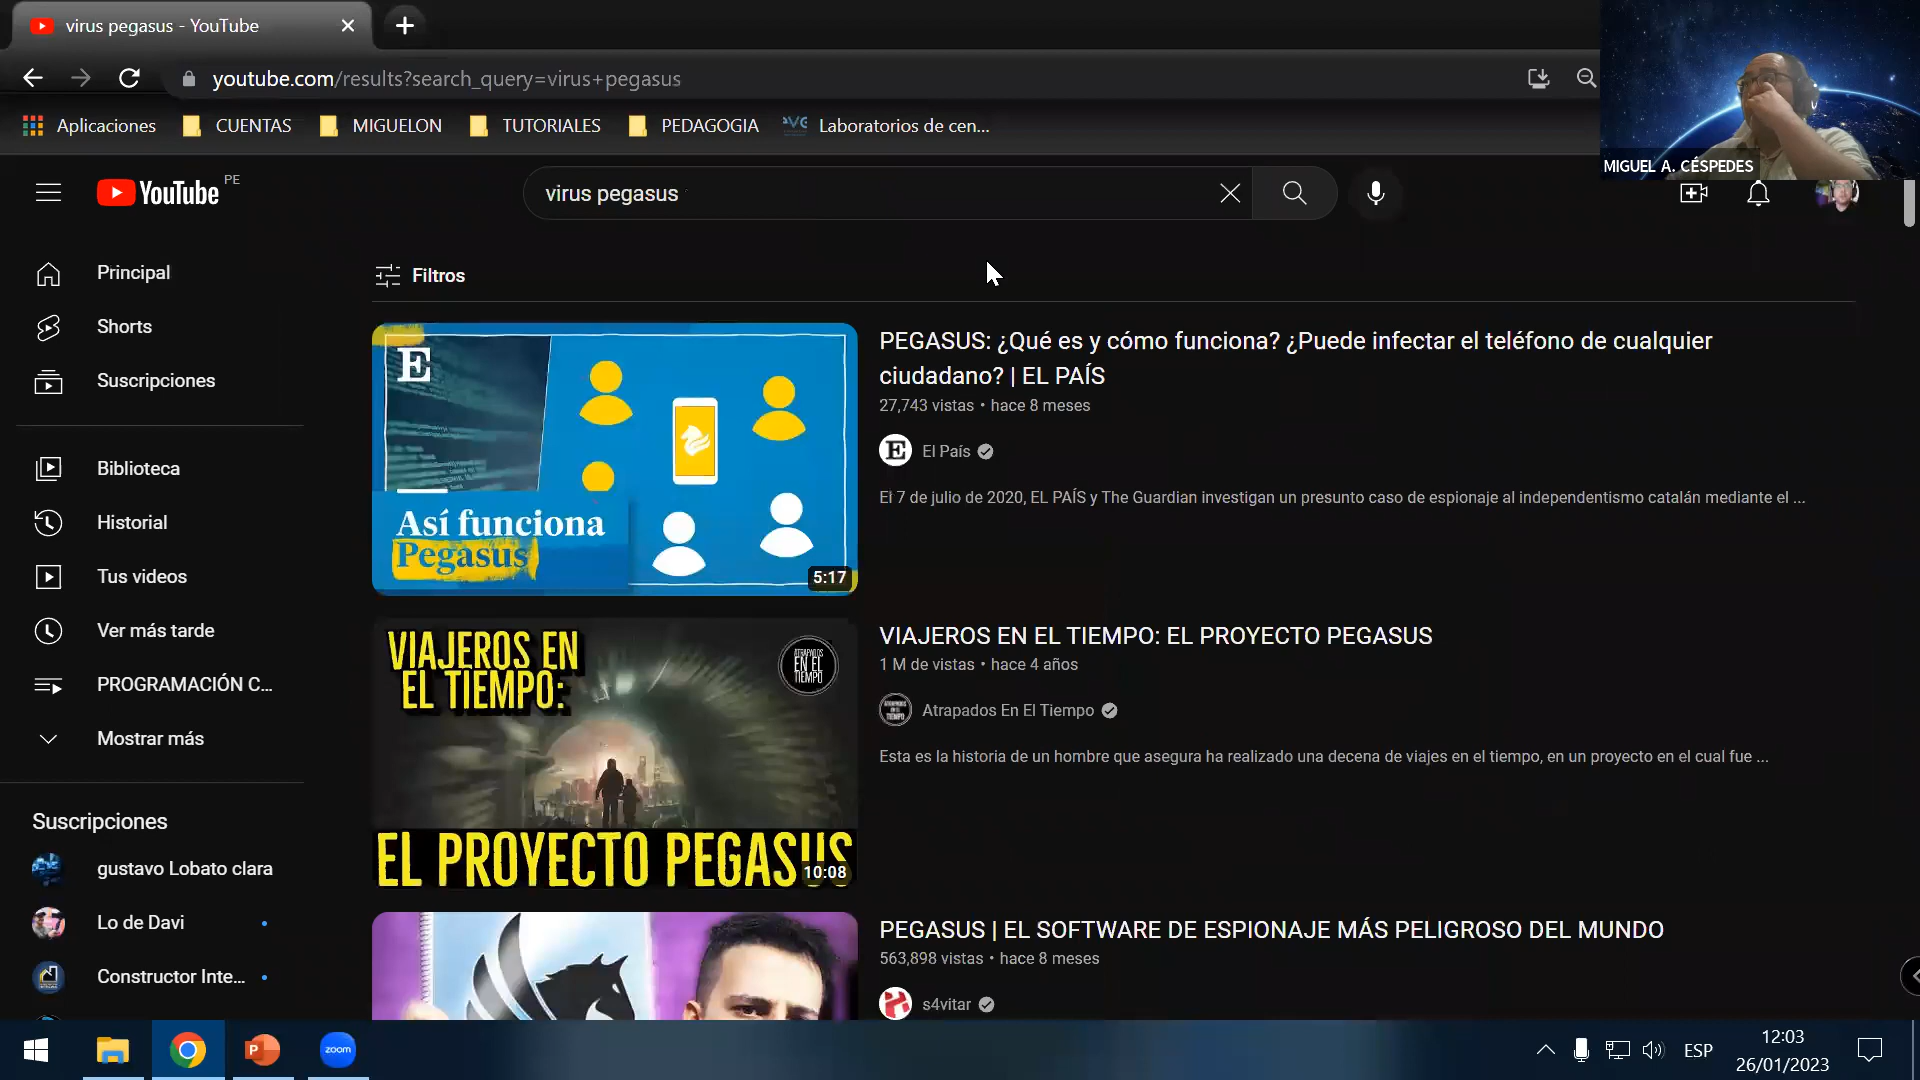 virus pegasus - YouTube
youtube.com/results?search_query=virus+pegasus
Aplicaciones
CUENTAS
MIGUELON
TUTORIALES
PEDAGOGIA
Laboratorios de cen...
MIGUEL A. CÉSPEDES
YouTube PE
virus pegasus
Principal
Shorts
Suscripciones
Biblioteca
Historial
Tus videos
Ver más tarde
PROGRAMACIÓN C...
Mostrar más
Suscripciones
gustavo Lobato clara
Lo de Davi
Constructor Inte...
Filtros
E
Así funciona
Pegasus
5:17
PEGASUS: ¿Qué es y cómo funciona? ¿Puede infectar el teléfono de cualquier
ciudadano? | EL PAÍS
27,743 vistas • hace 8 meses
E
El País
El 7 de julio de 2020, EL PAÍS y The Guardian investigan un presunto caso de espionaje al independentismo catalán mediante el ...
VIAJEROS EN
EL TIEMPO:
ATRAPADOS
EN EL
TIEMPO
EL PROYECTO PEGASUS
10:08
VIAJEROS EN EL TIEMPO: EL PROYECTO PEGASUS
1 M de vistas • hace 4 años
Atrapados En El Tiempo
Esta es la historia de un hombre que asegura ha realizado una decena de viajes en el tiempo, en un proyecto en el cual fue ...
PEGASUS | EL SOFTWARE DE ESPIONAJE MÁS PELIGROSO DEL MUNDO
563,898 vistas • hace 8 meses
s4vitar
P
zoom
ESP
12:03
26/01/2023